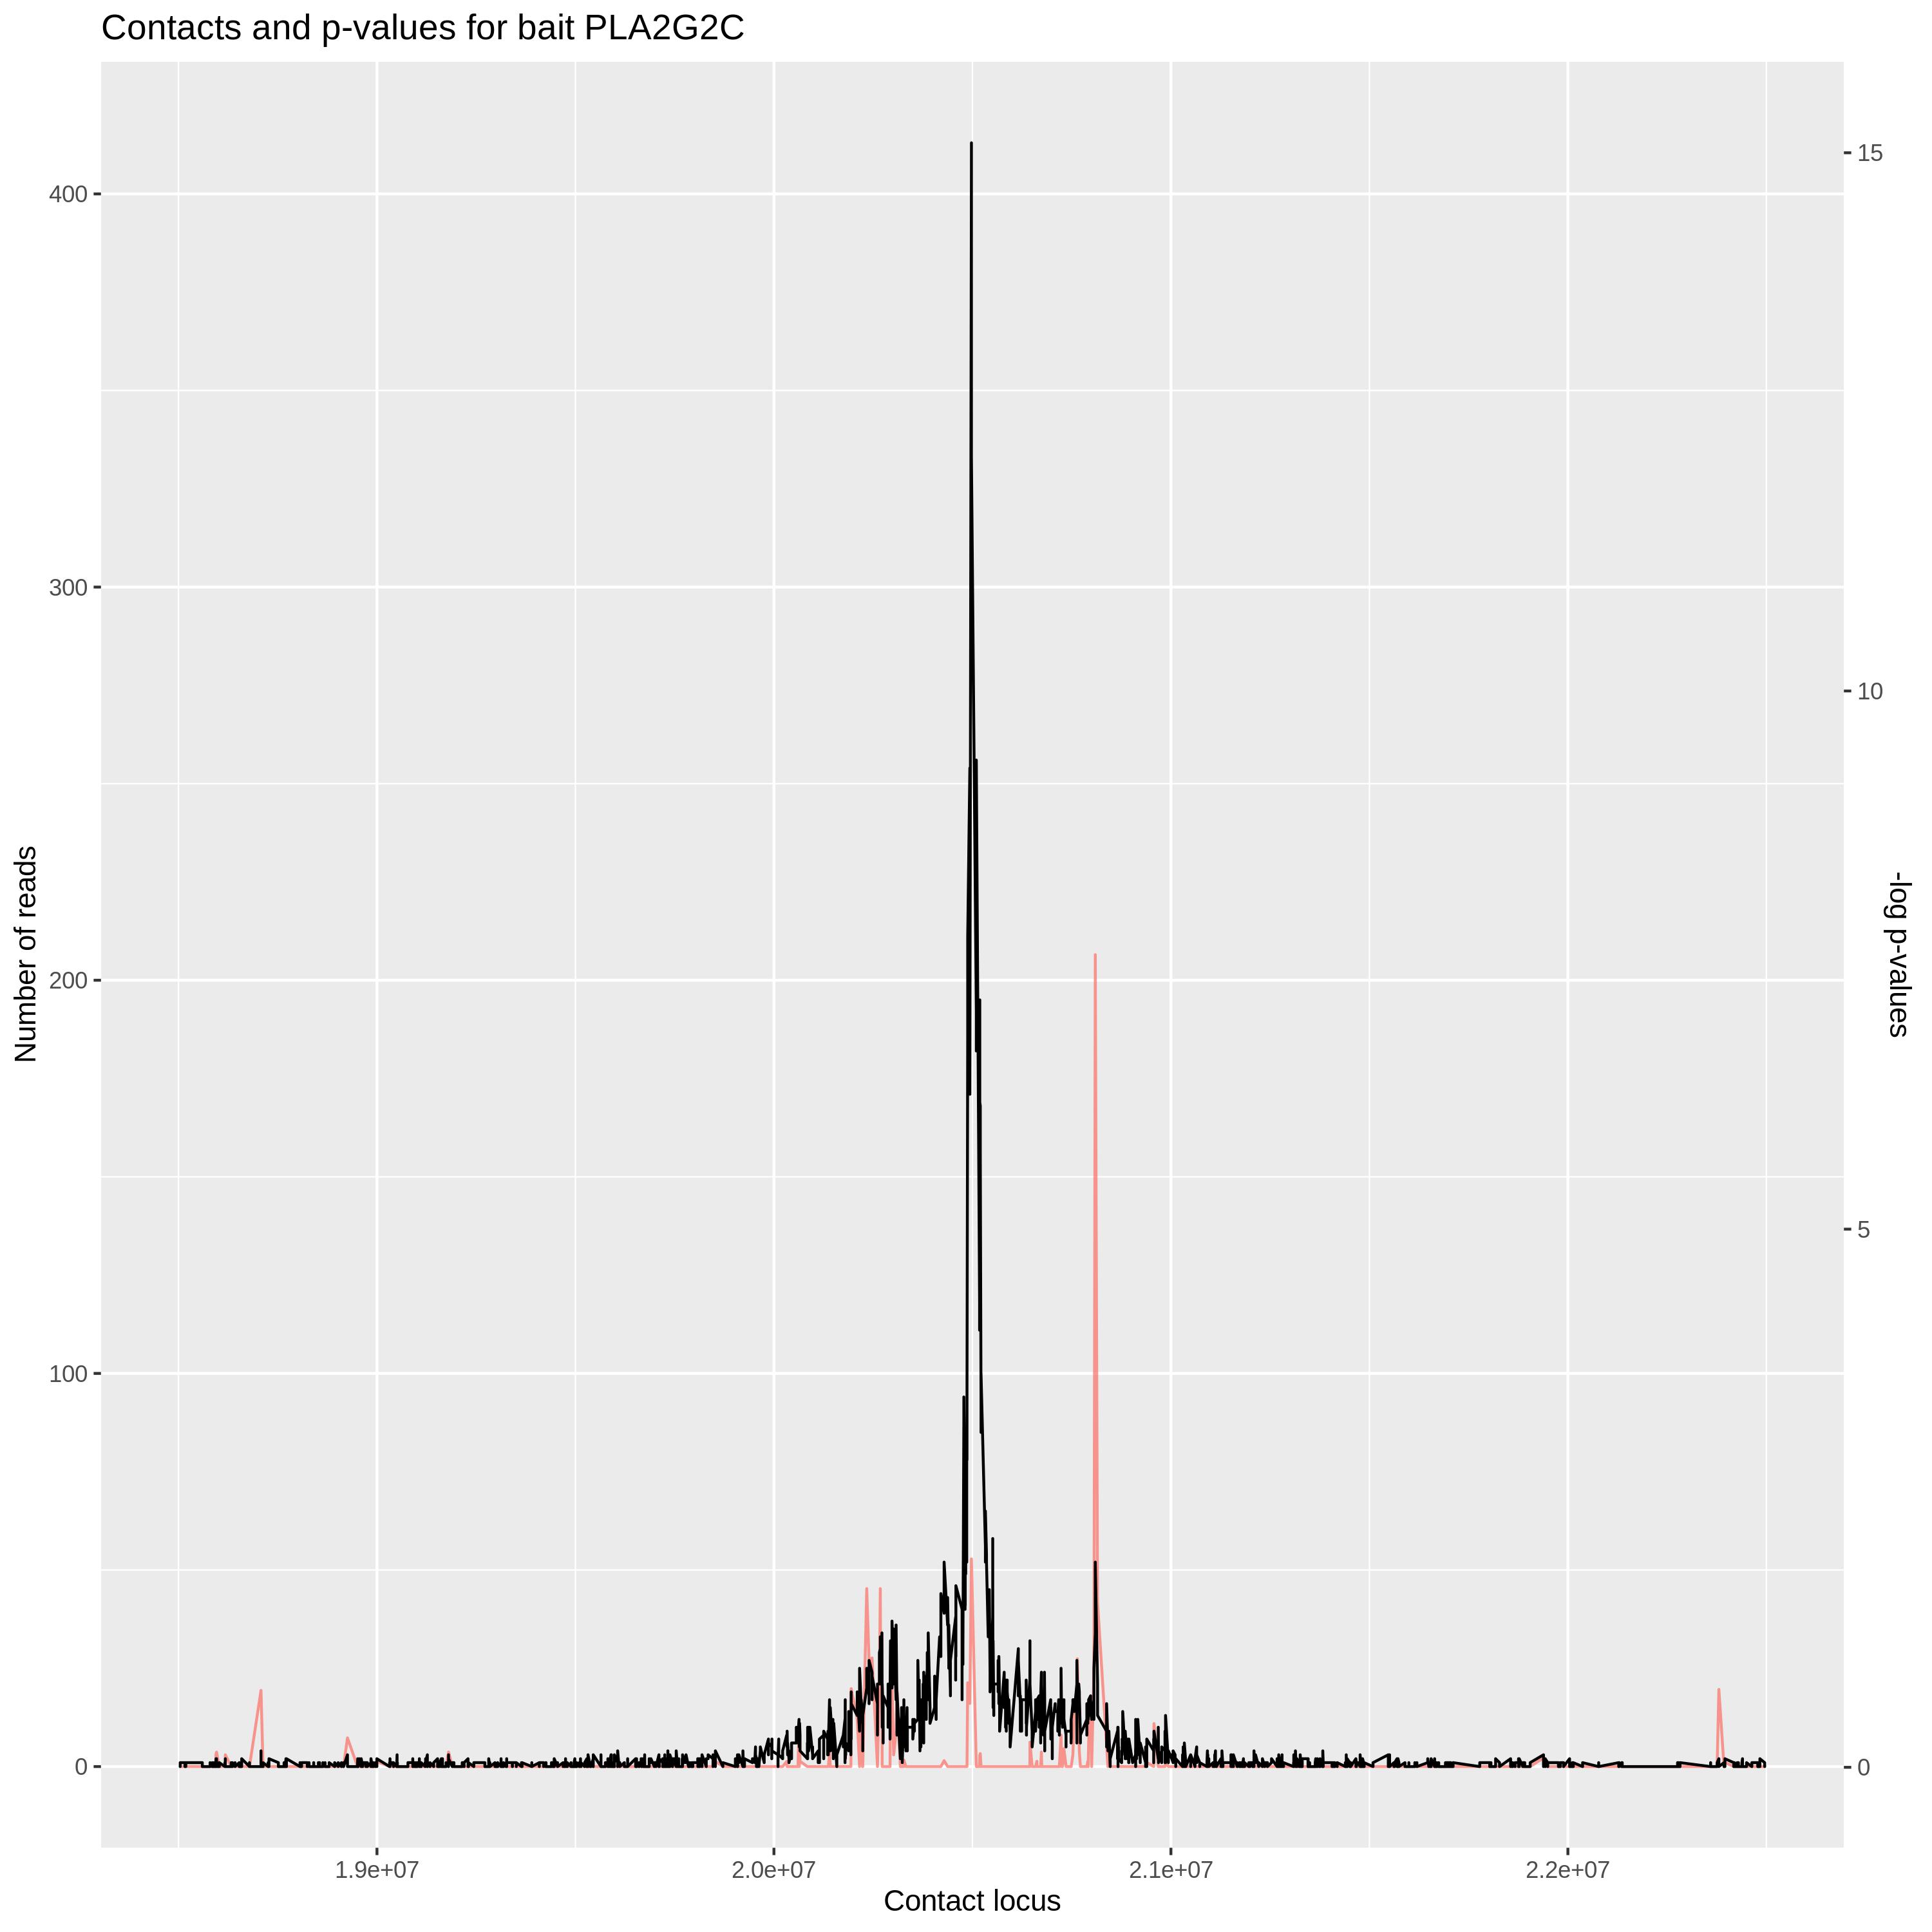 Contacts and p-values for bait PLA2G2C
400
300
200
100
0
15
10
5
0
Number of reads
-log p-values
1.9e+07
2.0e+07
2.1e+07
2.2e+07
Contact locus